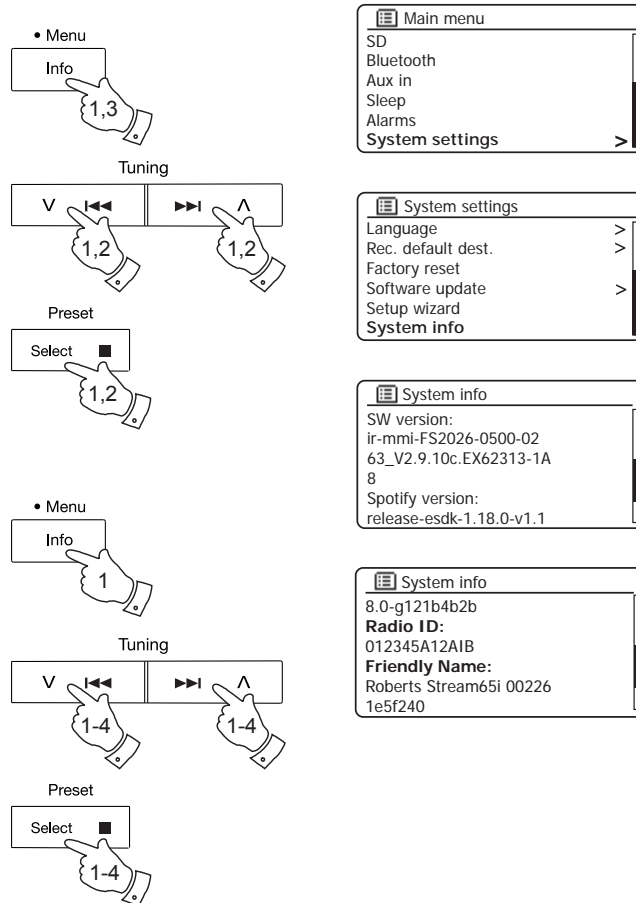 • Menu
Info
1,3
Tuning
V
Λ
1,2
1,2
Preset
Select
1,2
• Menu
Info
1
Tuning
V
Λ
1-4
1-4
Preset
Select
1-4
Main menu
SD
Bluetooth
Aux in
Sleep
Alarms
System settings >
System settings
Language >
Rec. default dest. >
Factory reset
Software update >
Setup wizard
System info
System info
SW version:
ir-mmi-FS2026-0500-02
63_V2.9.10c.EX62313-1A
8
Spotify version:
release-esdk-1.18.0-v1.1
System info
8.0-g121b4b2b
Radio ID:
012345A12AIB
Friendly Name:
Roberts Stream65i 00226
1e5f240